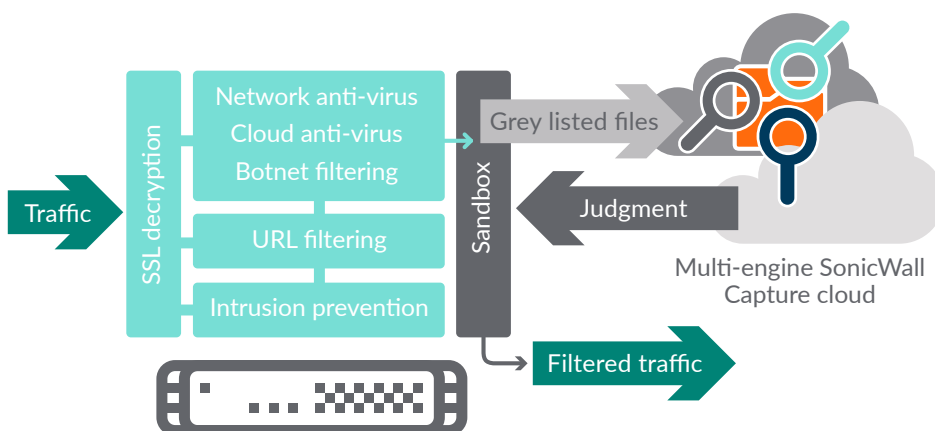 Traffic
SSL decryption
Network anti-virus
Cloud anti-virus
Botnet filtering
URL filtering
Intrusion prevention
Sandbox
Grey listed files
Judgment
Multi-engine SonicWall
Capture cloud
Filtered traffic